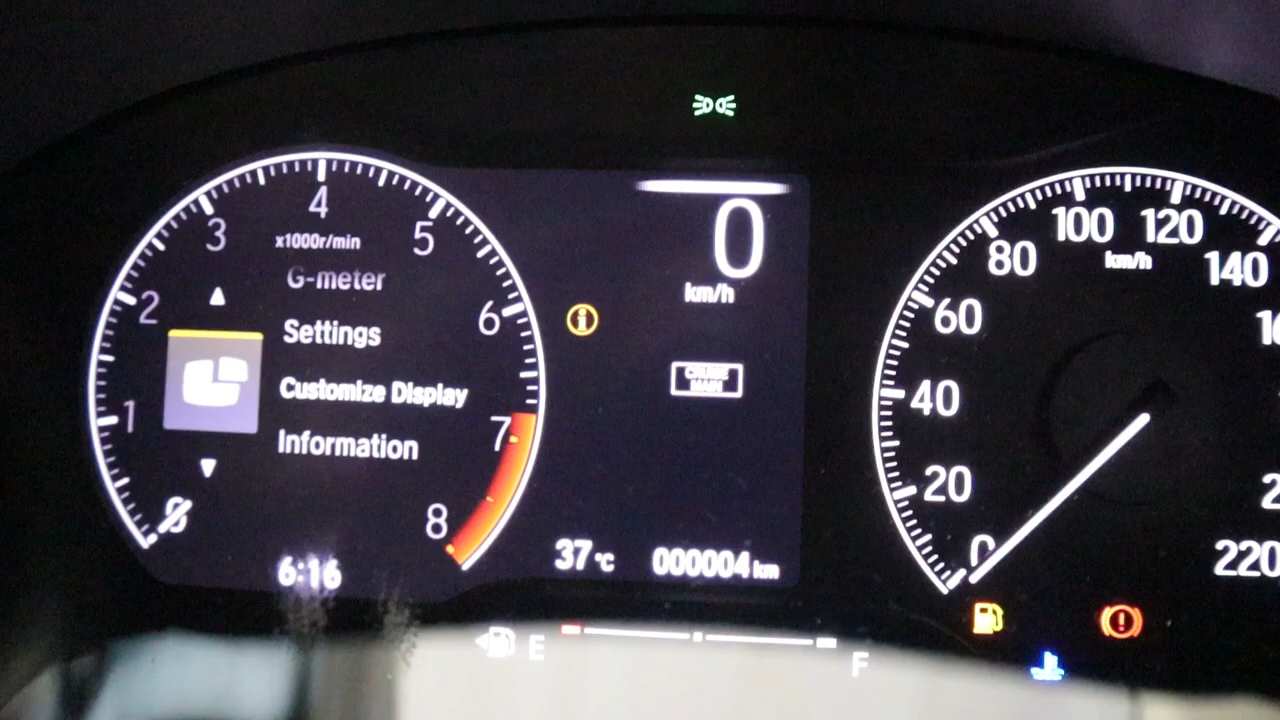 4
3
x1000r/min
5
G-meter
2
Settings
6
Customize Display
1
Information
7
8
0
6:16
0
km/h
CRUISE
MAIN
37°C
000004 km
100
120
80
km/h
140
60
40
20
0
220
E
F